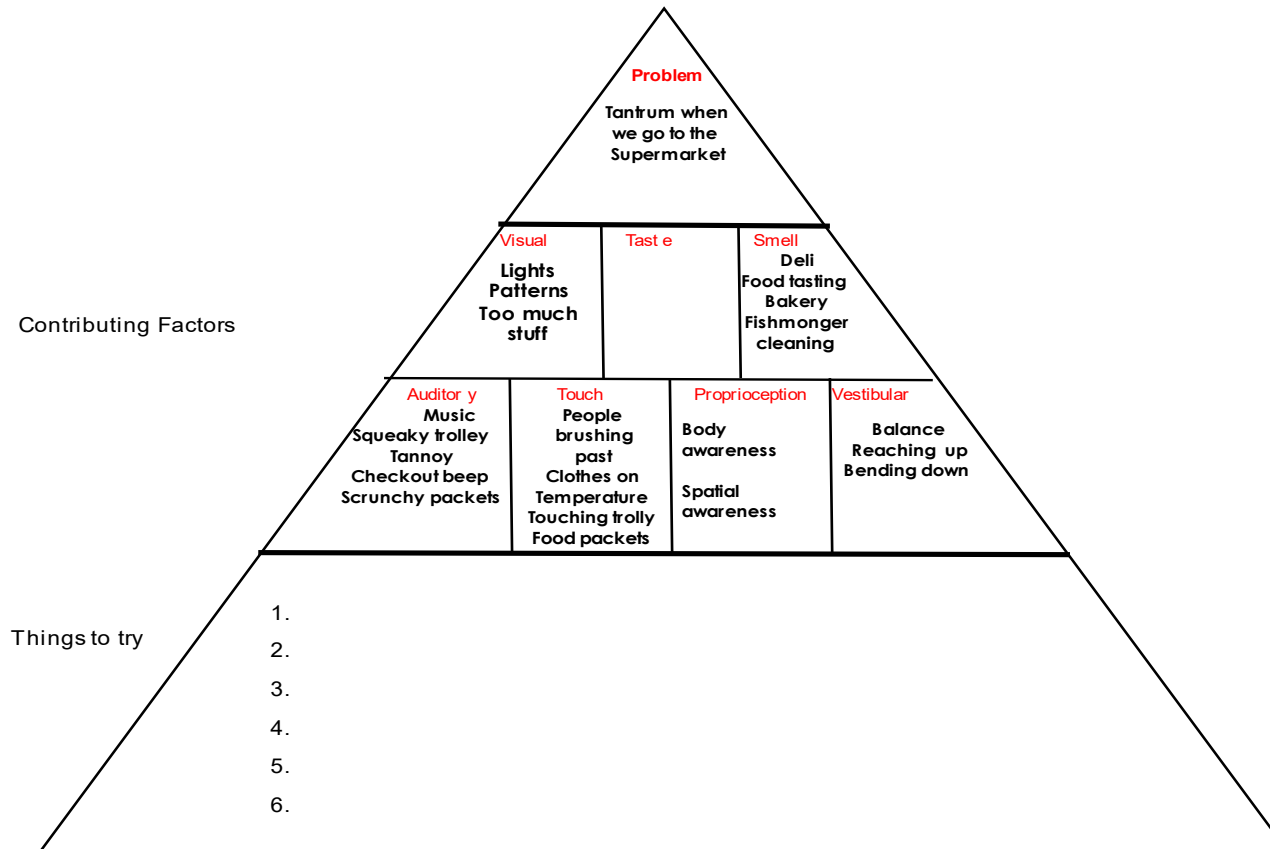 Problem
Tantrum when
we go to the
Supermarket
Contributing Factors
Visual
Lights
Patterns
Too much
stuff
Tast e
Smell
Deli
Food tasting
Bakery
Fishmonger
cleaning
Auditor y
Music
Squeaky trolley
Tannoy
Checkout beep
Scrunchy packets
Touch
People
brushing
past
Clothes on
Temperature
Touching trolly
Food packets
Proprioception
Body
awareness
Spatial
awareness
Vestibular
Balance
Reaching up
Bending down
Things to try
1.
2.
3.
4.
5.
6.